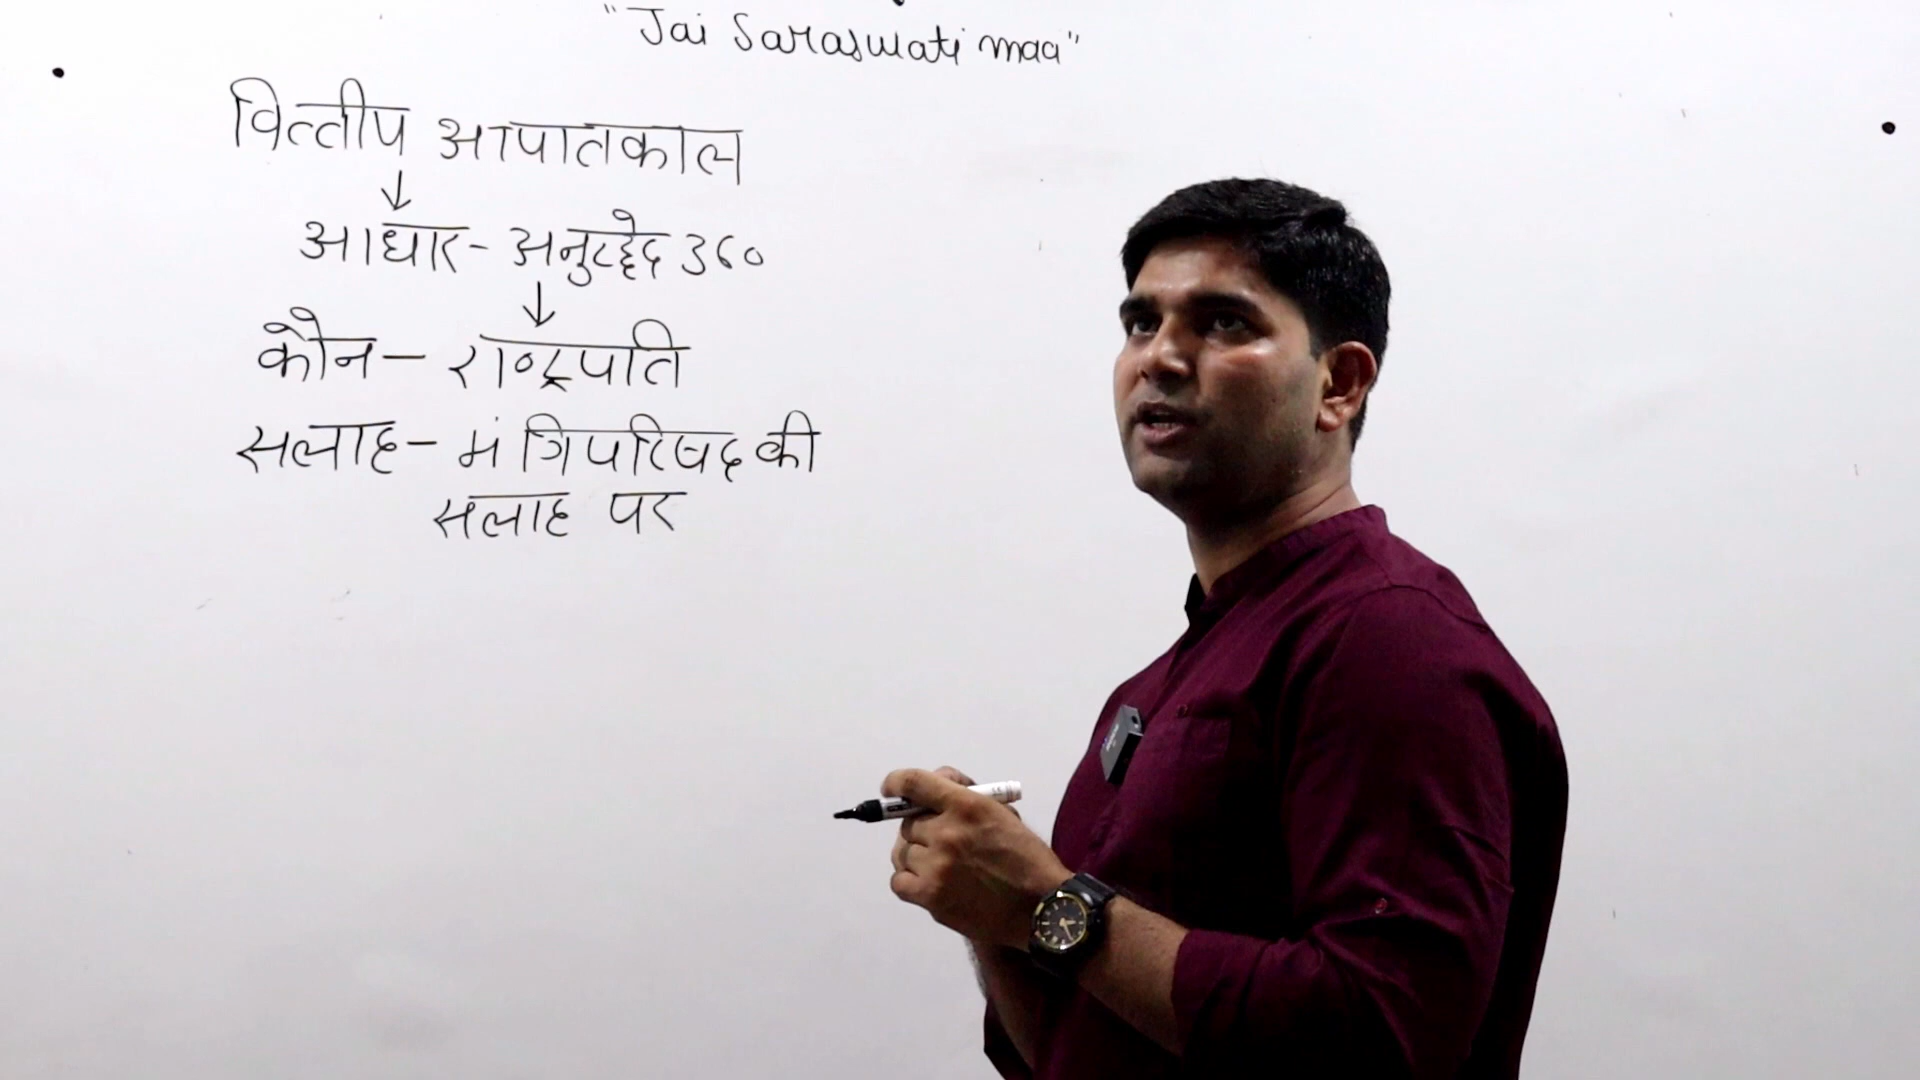 "Jai Saraswati maa"
वित्तीय आपातकाल
↓
आधार - अनुच्छेद 360
↓
कौन - राष्ट्रपति
सलाह - मंत्रिपरिषद की
सलाह पर